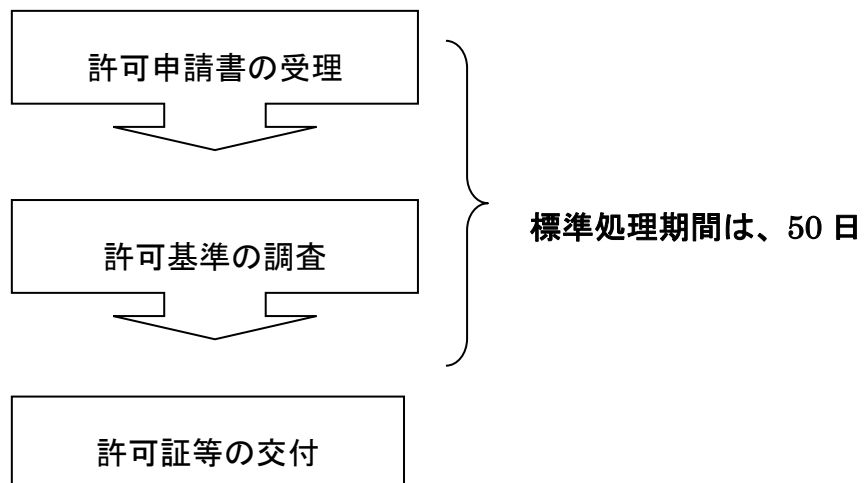 許可申請書の受理
許可基準の調査
標準処理期間は、50 日
許可証等の交付